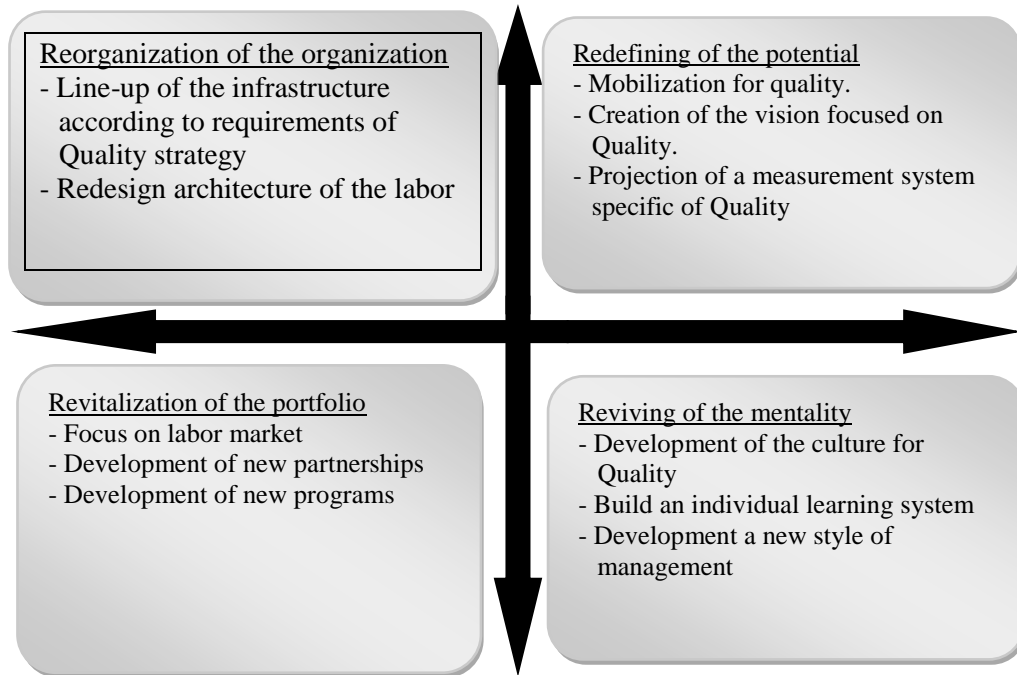 Reorganization of the organization
- Line-up of the infrastructure
according to requirements of
Quality strategy
- Redesign architecture of the labor
Redefining of the potential
- Mobilization for quality.
- Creation of the vision focused on
Quality.
- Projection of a measurement system
specific of Quality
Revitalization of the portfolio
- Focus on labor market
- Development of new partnerships
- Development of new programs
Reviving of the mentality
- Development of the culture for
Quality
- Build an individual learning system
- Development a new style of
management